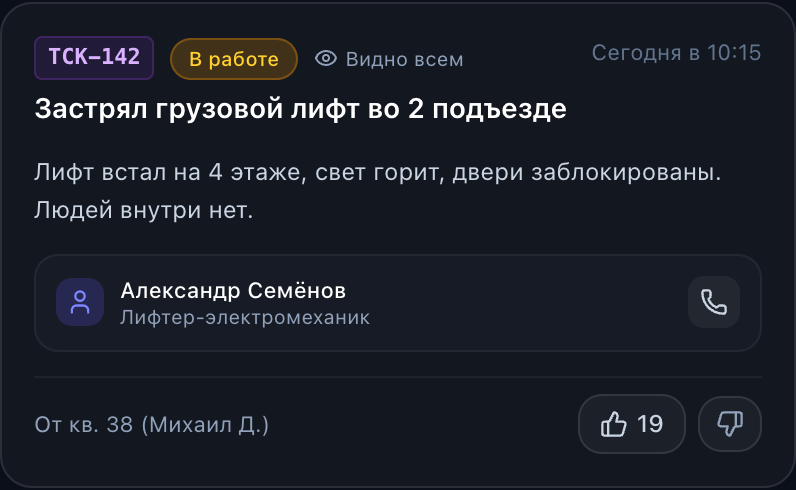 ТСК-142 В работе Видно всем Сегодня в 10:15
Застрял грузовой лифт во 2 подъезде
Лифт встал на 4 этаже, свет горит, двери заблокированы.
Людей внутри нет.
Александр Семёнов
Лифтер-электромеханик
От кв. 38 (Михаил Д.) 19